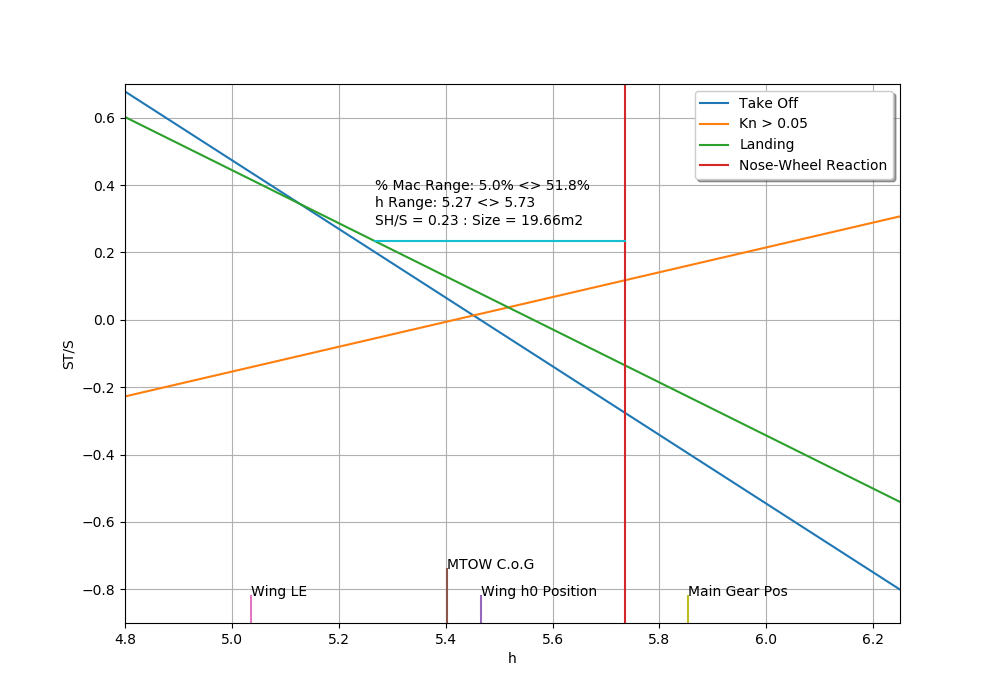 Take Off
Kn > 0.05
Landing
Nose-Wheel Reaction
% Mac Range: 5.0% <> 51.8%
h Range: 5.27 <> 5.73
SH/S = 0.23 : Size = 19.66m2
0.6
0.4
0.2
0.0
−0.2
−0.4
−0.6
−0.8
ST/S
MTOW C.o.G
Wing LE
Wing h0 Position
Main Gear Pos
4.8
5.0
5.2
5.4
5.6
5.8
6.0
6.2
h